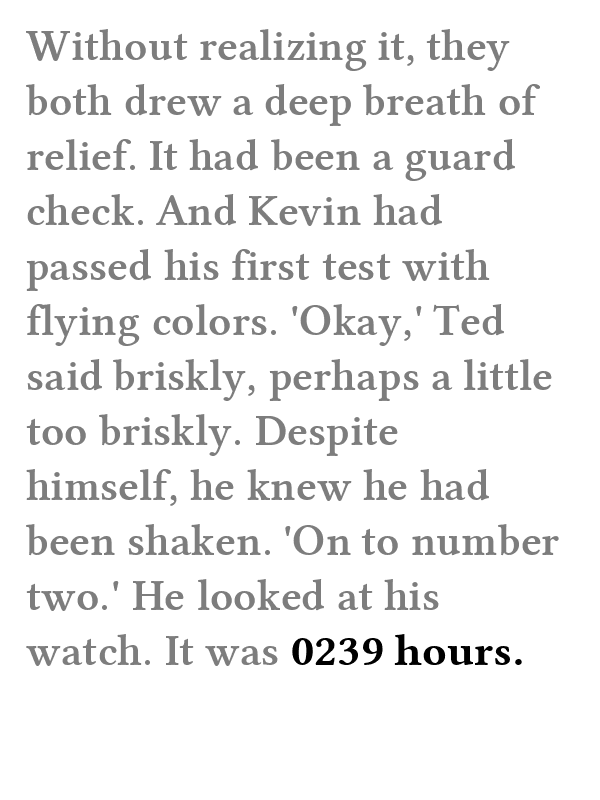 Without realizing it, they
both drew a deep breath of
relief. It had been a guard
check. And Kevin had
passed his first test with
flying colors. 'Okay,' Ted
said briskly, perhaps a little
too briskly. Despite
himself, he knew he had
been shaken. 'On to number
two.' He looked at his
watch. It was 0239 hours.